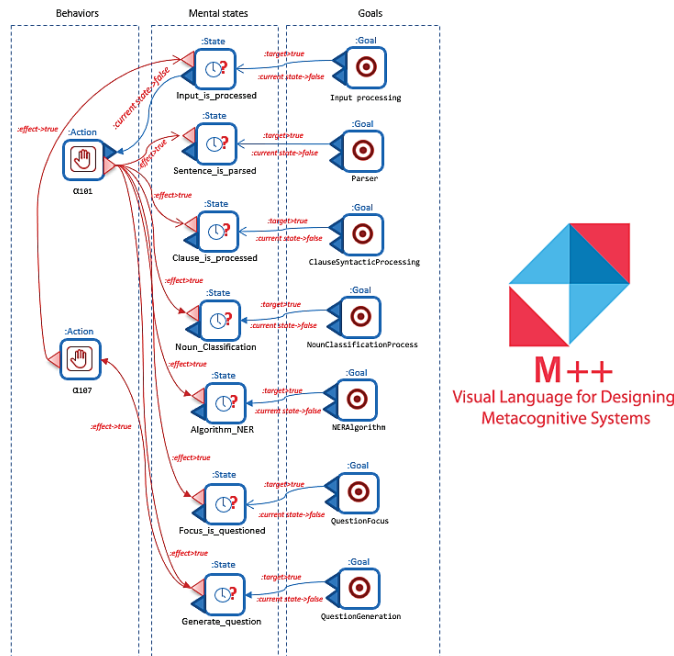 Behaviors
Mental states
Goals
:State
:Goal
:target>true
:current state->false
:current state->false
Input_is_processed
Input processing
:effect->true
:Action
α101
:State
:Goal
:effect>true
:target>true
:current state->false
Sentence_is_parsed
Parser
:effect>true
:State
:Goal
:target>true
:current state->false
Clause_is_processed
ClauseSyntacticProcessing
:effect>true
:State
:Goal
:target>true
:current state->false
Noun_Classification
NounClassificationProcess
:Action
α107
:effect>true
:State
:Goal
:target>true
:current state->false
Algorithm_NER
NERAlgorithm
:effect>true
:effect>true
:State
:Goal
:target>true
:current state->false
Focus_is_questioned
QuestionFocus
:effect>true
:State
:Goal
:target>true
:current state->false
Generate_question
QuestionGeneration
M++
Visual Language for Designing
Metacognitive Systems